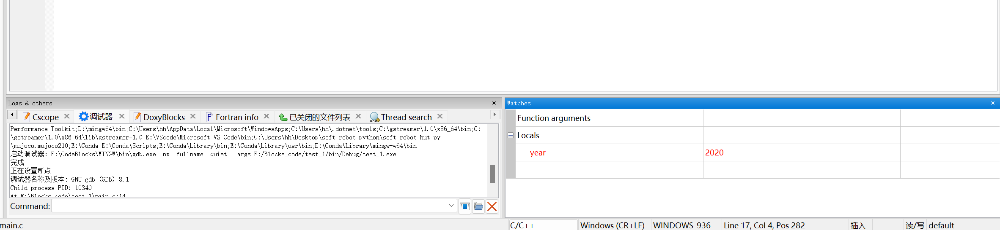 Logs & others
Cscope
调试器
DoxyBlocks
Fortran info
已关闭的文件列表
Thread search
Performance Toolkit;D:\mingw64\bin;C:\Users\hh\AppData\Local\Microsoft\WindowsApps;C:\Users\hh\.dotnet\tools;C:\gstreamer\1.0\x86_64\bin;C:
\gstreamer\1.0\x86_64\lib\gstreamer-1.0;E:\VScode\Microsoft VS Code\bin;C:\Users\hh\Desktop\soft_robot_python\soft_robot_hut_py
\mujoco.mujoco210;E:\Conda;E:\Conda\Scripts;E:\Conda\Library\bin;E:\Conda\Library\usr\bin;E:\Conda\Library\mingw-w64\bin
启动调试器: E:\CodeBlocks\MINGW\bin\gdb.exe -nx -fullname -quiet  -args E:/Blocks_code/test_1/bin/Debug/test_1.exe
完成
正在设置断点
调试器名称及版本: GNU gdb (GDB) 8.1
Child process PID: 10340
At E:\Blocks_code\test_1\main.c:14
Command:
Watches
Function arguments
Locals
year 2020
main.c
C/C++
Windows (CR+LF)
WINDOWS-936
Line 17, Col 4, Pos 282
插入
读/写
default